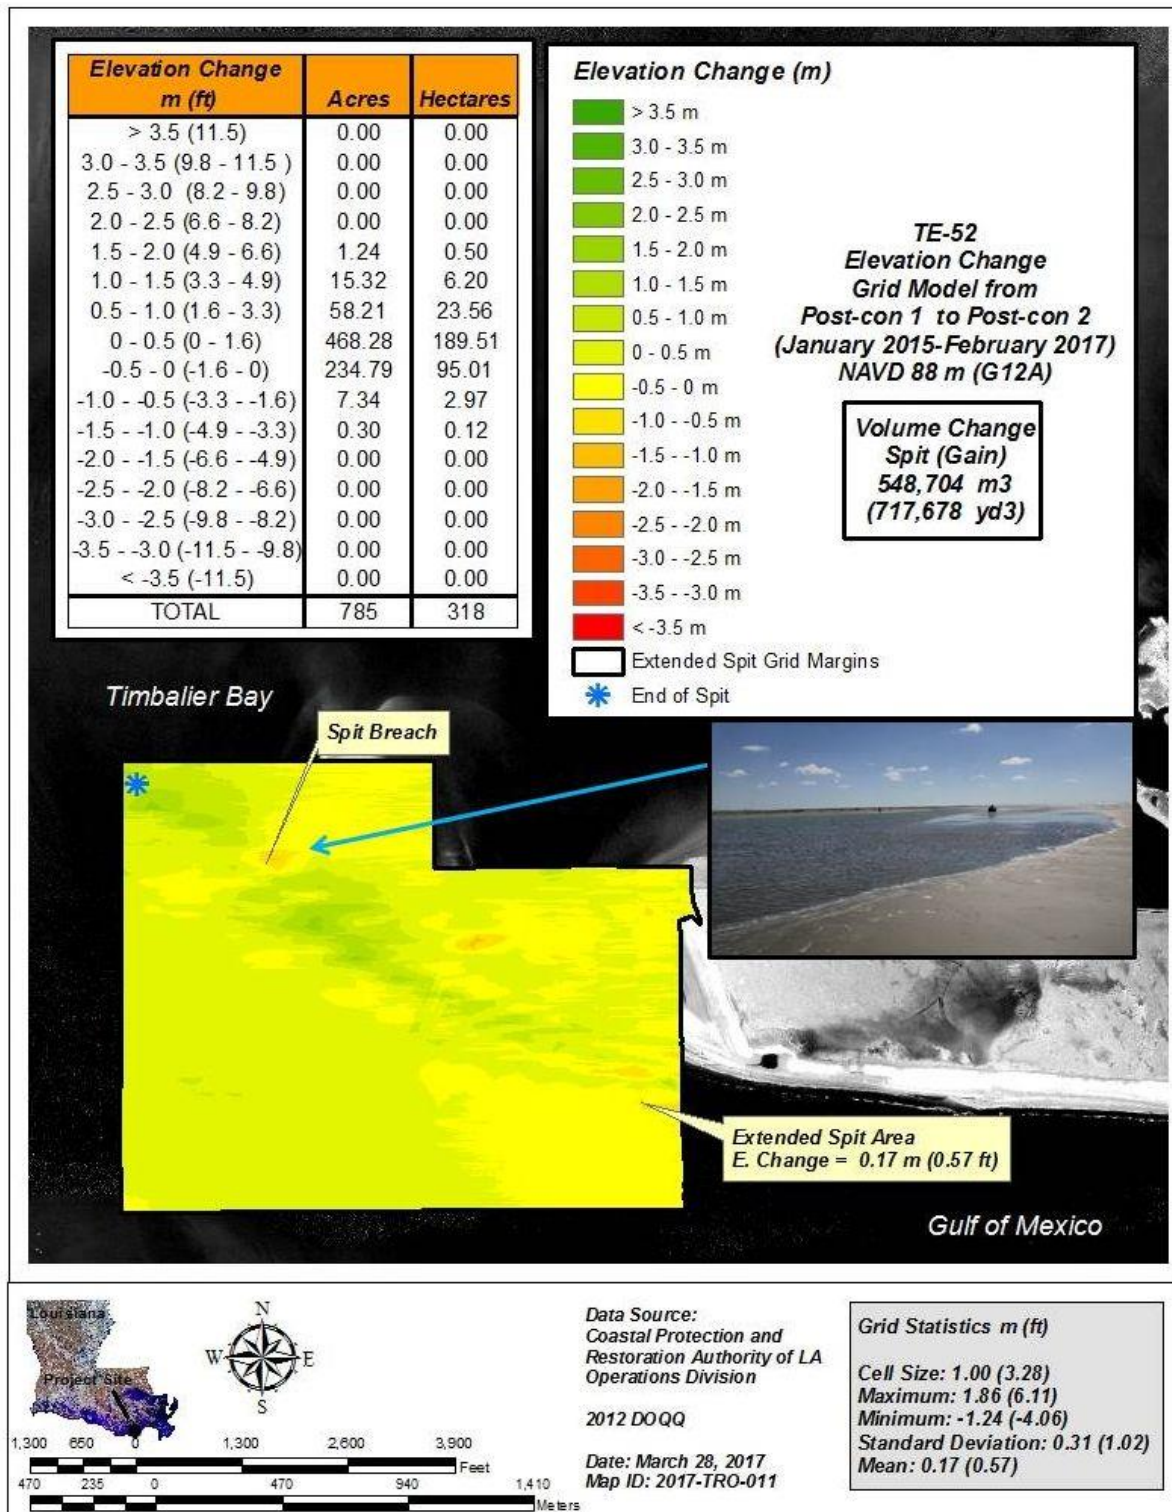 Elevation Change
m (ft) Acres Hectares
> 3.5 (11.5) 0.00 0.00
3.0 - 3.5 (9.8 - 11.5 ) 0.00 0.00
2.5 - 3.0 (8.2 - 9.8) 0.00 0.00
2.0 - 2.5 (6.6 - 8.2) 0.00 0.00
1.5 - 2.0 (4.9 - 6.6) 1.24 0.50
1.0 - 1.5 (3.3 - 4.9) 15.32 6.20
0.5 - 1.0 (1.6 - 3.3) 58.21 23.56
0 - 0.5 (0 - 1.6) 468.28 189.51
-0.5 - 0 (-1.6 - 0) 234.79 95.01
-1.0 - -0.5 (-3.3 - -1.6) 7.34 2.97
-1.5 - -1.0 (-4.9 - -3.3) 0.30 0.12
-2.0 - -1.5 (-6.6 - -4.9) 0.00 0.00
-2.5 - -2.0 (-8.2 - -6.6) 0.00 0.00
-3.0 - -2.5 (-9.8 - -8.2) 0.00 0.00
-3.5 - -3.0 (-11.5 - -9.8) 0.00 0.00
< -3.5 (-11.5) 0.00 0.00
TOTAL 785 318
Elevation Change (m)
> 3.5 m
3.0 - 3.5 m
2.5 - 3.0 m
2.0 - 2.5 m
1.5 - 2.0 m
1.0 - 1.5 m
0.5 - 1.0 m
0 - 0.5 m
-0.5 - 0 m
-1.0 - -0.5 m
-1.5 - -1.0 m
-2.0 - -1.5 m
-2.5 - -2.0 m
-3.0 - -2.5 m
-3.5 - -3.0 m
< -3.5 m
Extended Spit Grid Margins
End of Spit
TE-52
Elevation Change
Grid Model from
Post-con 1 to Post-con 2
(January 2015-February 2017)
NAVD 88 m (G12A)
Volume Change
Spit (Gain)
548,704 m3
(717,678 yd3)
Timbalier Bay
Spit Breach
Extended Spit Area
E. Change = 0.17 m (0.57 ft)
Gulf of Mexico
Louisiana
Project Site
N
W E
S
1,300 650 0 1,300 2,600 3,900
Feet
470 235 0 470 940 1,410
Meters
Data Source:
Coastal Protection and
Restoration Authority of LA
Operations Division
2012 DOQQ
Date: March 28, 2017
Map ID: 2017-TRO-011
Grid Statistics m (ft)
Cell Size: 1.00 (3.28)
Maximum: 1.86 (6.11)
Minimum: -1.24 (-4.06)
Standard Deviation: 0.31 (1.02)
Mean: 0.17 (0.57)